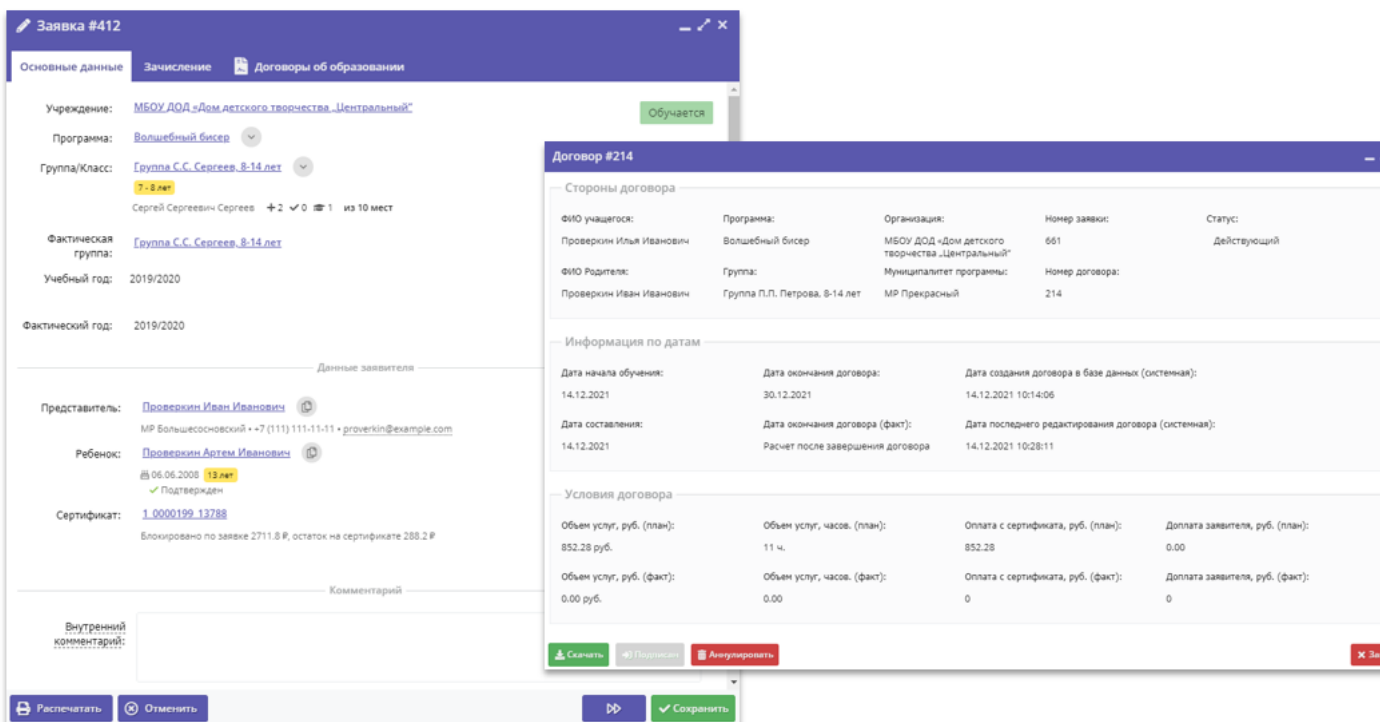 Заявка #412
Основные данные Зачисление Договоры об образовании
Учреждение: МБОУ ДОД «Дом детского творчества „Центральный“
Обучается
Программа: Волшебный бисер
Группа/Класс: Группа С.С. Сергеев, 8-14 лет
7 - 8 лет
Сергей Сергеевич Сергеев +2 ✓0 1 из 10 мест
Фактическая группа: Группа С.С. Сергеев, 8-14 лет
Учебный год: 2019/2020
Фактический год: 2019/2020
Данные заявителя
Представитель: Проверкин Иван Иванович
МР Большесосновский • +7 (111) 111-11-11 • proverkin@example.com
Ребенок: Проверкин Артем Иванович
06.06.2008 13 лет
Подтвержден
Сертификат: 1 0000199 13788
Блокировано по заявке 2711.8 ₽, остаток на сертификате 288.2 ₽
Комментарий
Внутренний
комментарий:
Распечатать Отменить Сохранить
Договор #214
Стороны договора
ФИО учащегося: Программа: Организация: Номер заявки: Статус:
Проверкин Илья Иванович Волшебный бисер МБОУ ДОД «Дом детского творчества „Центральный“ 661 Действующий
ФИО Родителя: Группа: Муниципалитет программы: Номер договора:
Проверкин Иван Иванович Группа П.П. Петрова, 8-14 лет МР Прекрасный 214
Информация по датам
Дата начала обучения: Дата окончания договора: Дата создания договора в базе данных (системная):
14.12.2021 30.12.2021 14.12.2021 10:14:06
Дата составления: Дата окончания договора (факт): Дата последнего редактирования договора (системная):
14.12.2021 Расчет после завершения договора 14.12.2021 10:28:11
Условия договора
Объем услуг, руб. (план): Объем услуг, часов. (план): Оплата с сертификата, руб. (план): Доплата заявителя, руб. (план):
852.28 руб. 11 ч. 852.28 0.00
Объем услуг, руб. (факт): Объем услуг, часов. (факт): Оплата с сертификата, руб. (факт): Доплата заявителя, руб. (факт):
0.00 руб. 0.00 0 0
Скачать Подписан Аннулировать За